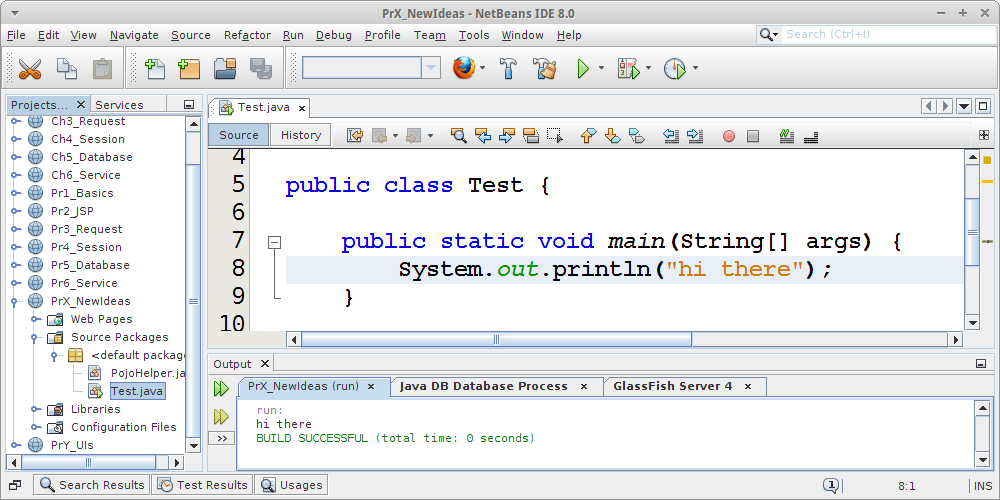 PrX_NewIdeas - NetBeans IDE 8.0
File Edit View Navigate Source Refactor Run Debug Profile Team Tools Window Help
Search (Ctrl+I)
Projects...
Services
Ch3_Request
Ch4_Session
Ch5_Database
Ch6_Service
Pr1_Basics
Pr2_JSP
Pr3_Request
Pr4_Session
Pr5_Database
Pr6_Service
PrX_NewIdeas
Web Pages
Source Packages
<default packag
PojoHelper.ja
Test.java
Libraries
Configuration Files
PrY_UIs
Test.java
Source
History
4
5 public class Test {
6
7 public static void main(String[] args) {
8 System.out.println("hi there");
9 }
10
Output
PrX_NewIdeas (run)
Java DB Database Process
GlassFish Server 4
run:
hi there
BUILD SUCCESSFUL (total time: 0 seconds)
>>
Search Results
Test Results
Usages
1
8:1
INS